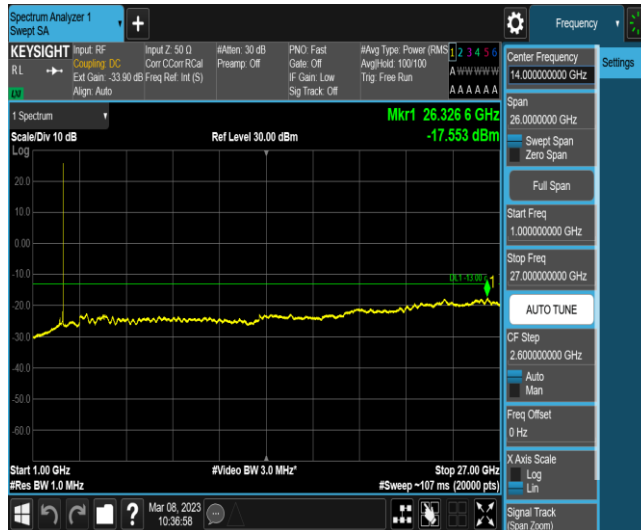 Spectrum Analyzer 1
Swept SA
Frequency
KEYSIGHT
RL
LXI
Input: RF
Coupling: DC
Ext Gain: -33.90 dB
Align: Auto
Input Z: 50 Ω
Corr CCorr RCal
Freq Ref: Int (S)
#Atten: 30 dB
Preamp: Off
PNO: Fast
Gate: Off
IF Gain: Low
Sig Track: Off
#Avg Type: Power (RMS
Avg|Hold: 100/100
Trig: Free Run
1 2 3 4 5 6
A W W W W W
A A A A A A
1 Spectrum
Mkr1 26.326 6 GHz
-17.553 dBm
Scale/Div 10 dB
Ref Level 30.00 dBm
Log
20.0
10.0
0.00
-10.0
-20.0
-30.0
-40.0
-50.0
-60.0
DL1 -13.00
1
Start 1.00 GHz
#Video BW 3.0 MHz*
Stop 27.00 GHz
#Res BW 1.0 MHz
#Sweep ~107 ms (20000 pts)
Mar 08, 2023
10:36:58
?
Settings
Center Frequency
14.000000000 GHz
Span
26.0000000 GHz
Swept Span
Zero Span
Full Span
Start Freq
1.000000000 GHz
Stop Freq
27.000000000 GHz
AUTO TUNE
CF Step
2.600000000 GHz
Auto
Man
Freq Offset
0 Hz
X Axis Scale
Log
Lin
Signal Track
(Span Zoom)